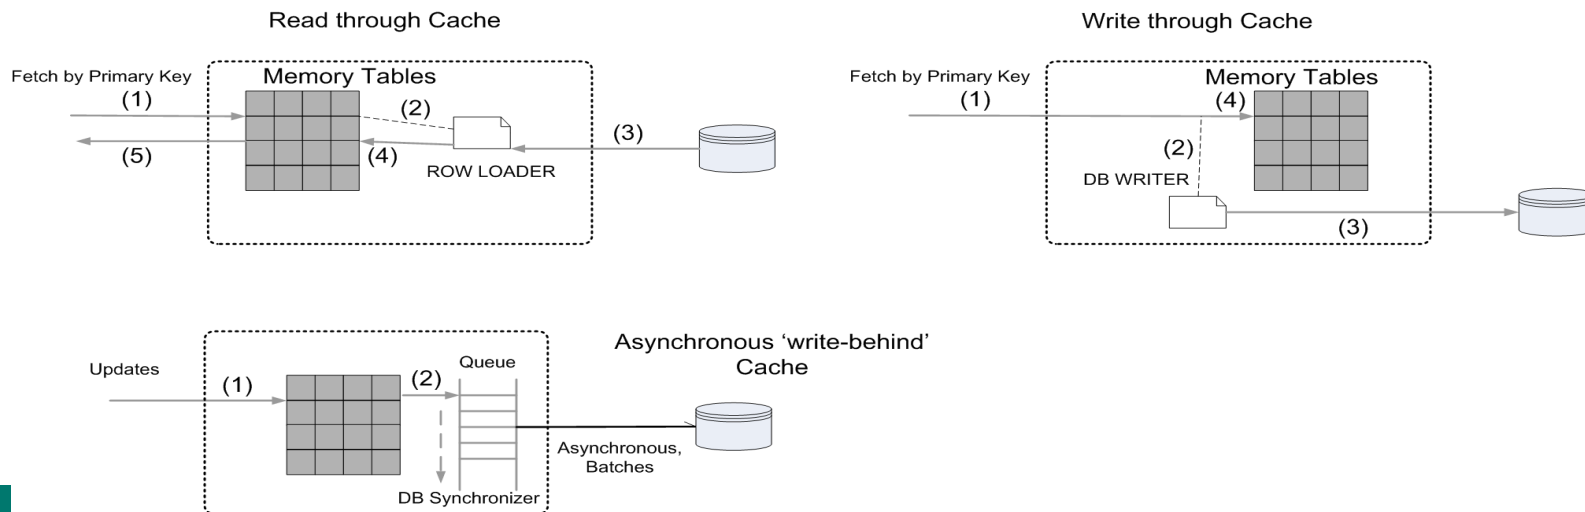 Read through Cache
Fetch by Primary Key
Memory Tables
(1)
(2)
(3)
(5)
(4)
ROW LOADER
Write through Cache
Fetch by Primary Key
Memory Tables
(1)
(4)
(2)
DB WRITER
(3)
Asynchronous ‘write-behind’
Cache
Updates
Queue
(1)
(2)
Asynchronous,
Batches
DB Synchronizer